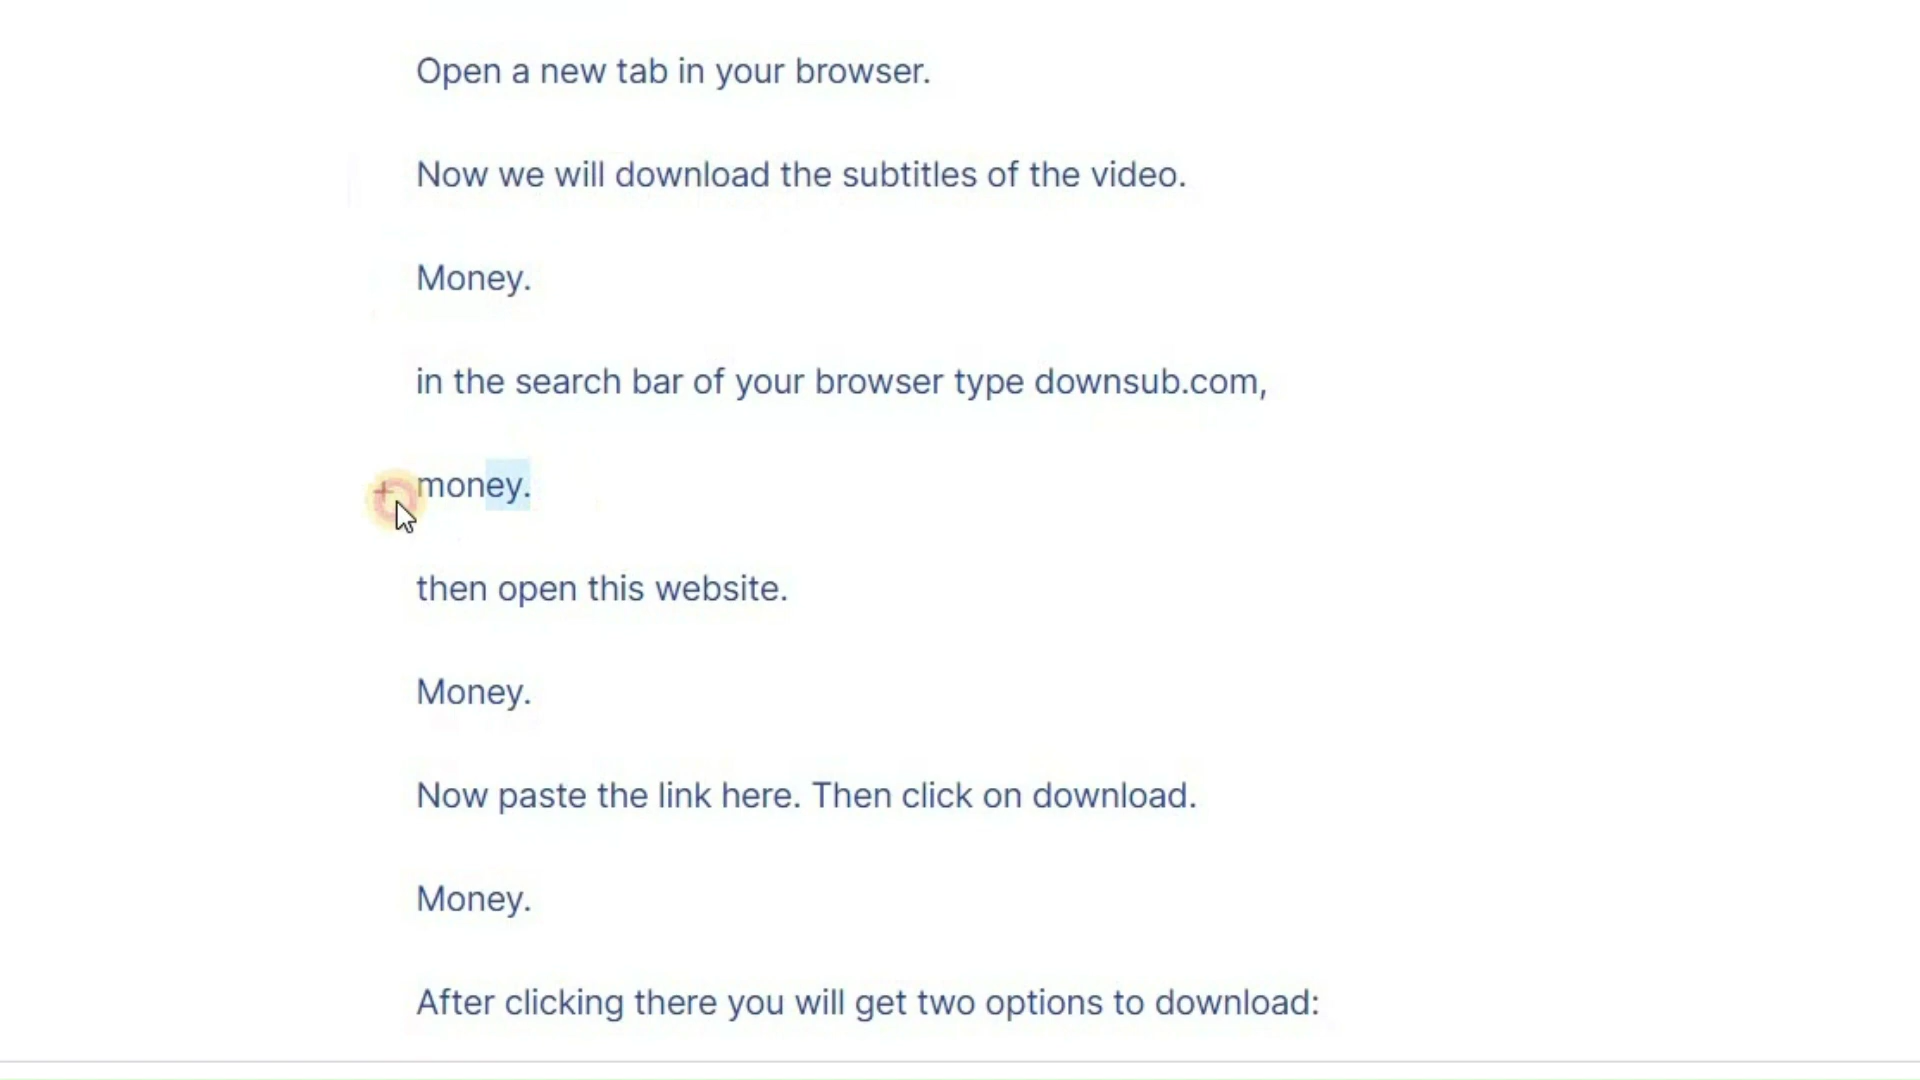 Open a new tab in your browser.
Now we will download the subtitles of the video.
Money.
in the search bar of your browser type downsub.com,
money.
then open this website.
Money.
Now paste the link here. Then click on download.
Money.
After clicking there you will get two options to download: